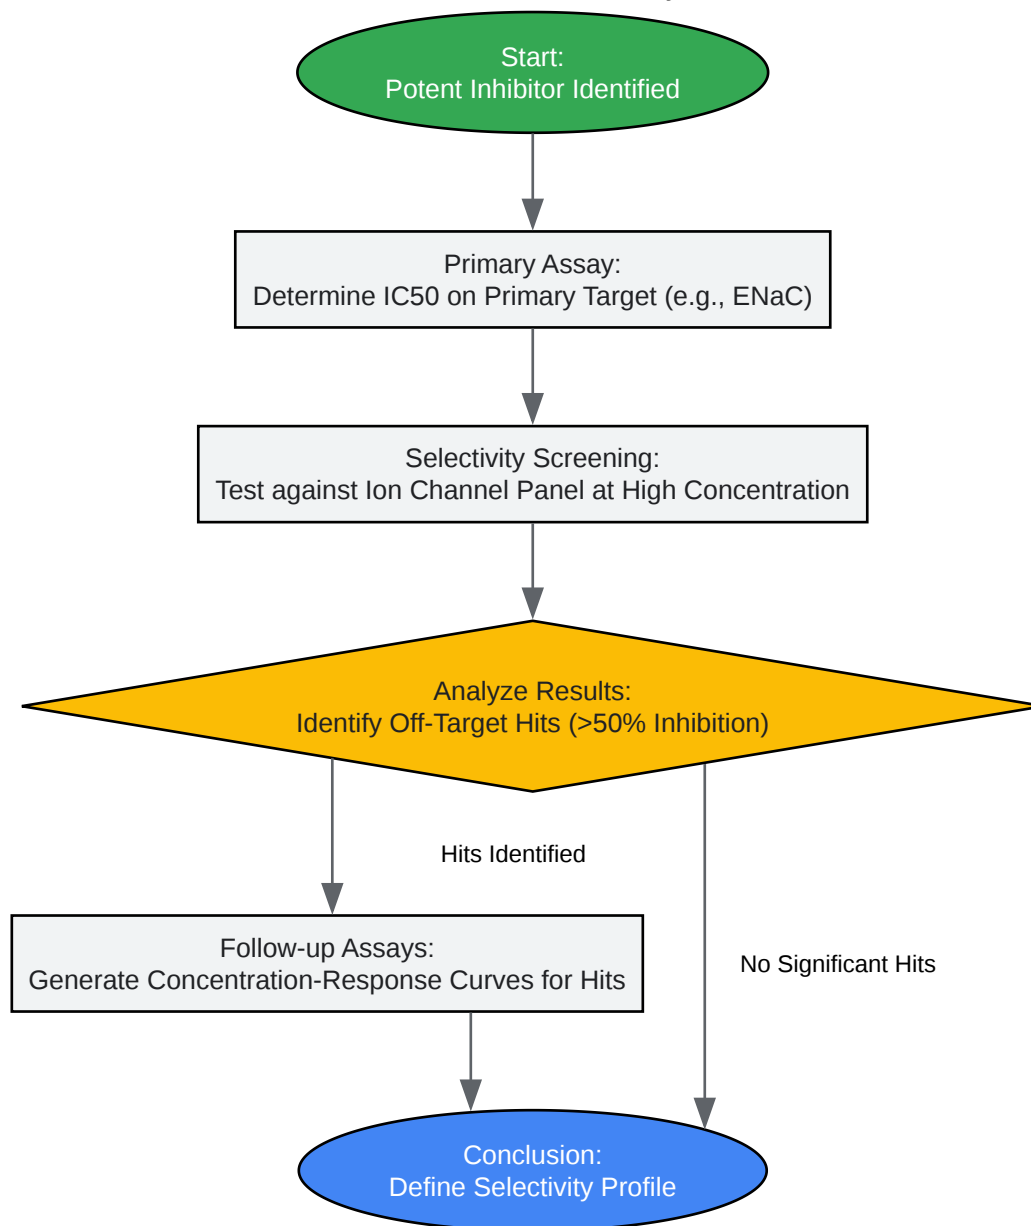 Start:
Potent Inhibitor Identified
Primary Assay:
Determine IC50 on Primary Target (e.g., ENaC)
Selectivity Screening:
Test against Ion Channel Panel at High Concentration
Analyze Results:
Identify Off-Target Hits (>50% Inhibition)
Hits Identified
Follow-up Assays:
Generate Concentration-Response Curves for Hits
No Significant Hits
Conclusion:
Define Selectivity Profile